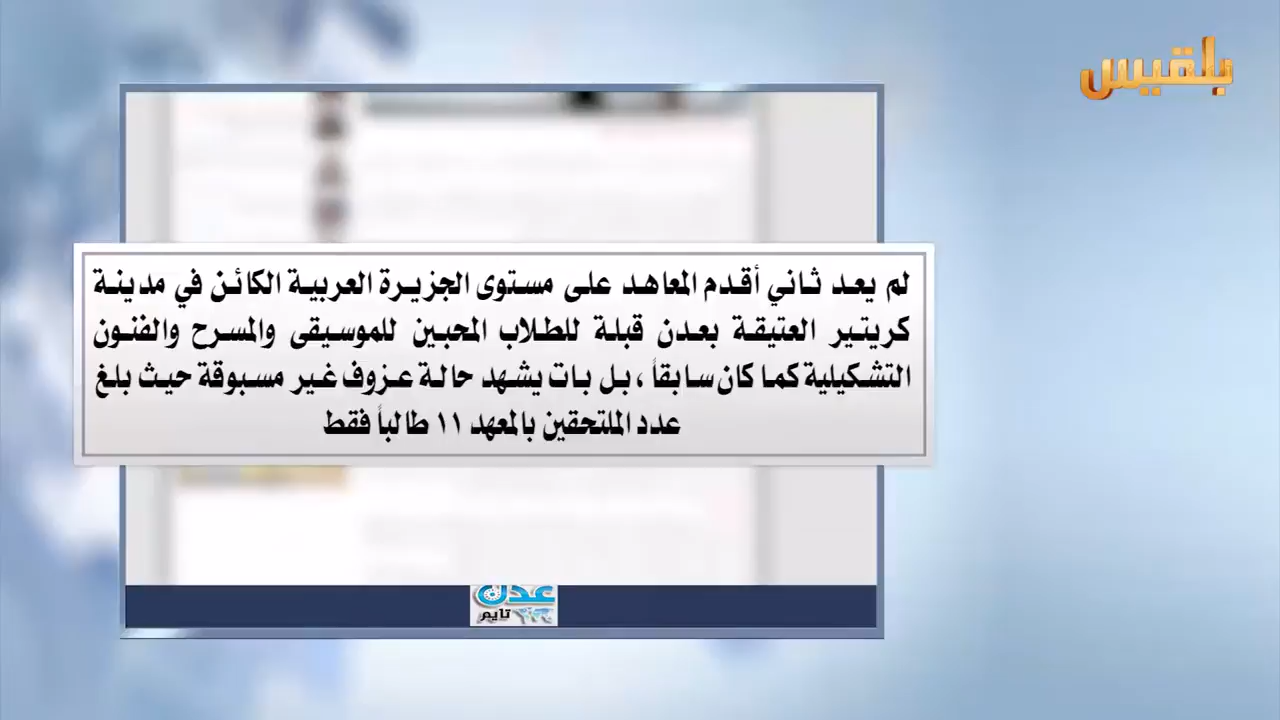 بلقيس
لم يعد ثاني أقدم المعاهد على مستوى الجزيرة العربية الكائن في مدينة
كريتير العتيقة بعدن قبلة للطلاب المحبين للموسيقى والمسرح والفنون
التشكيلية كما كان سابقاً ، بل بات يشهد حالة عزوف غير مسبوقة حيث بلغ
عدد الملتحقين بالمعهد ١١ طالباً فقط
عدن
تايم